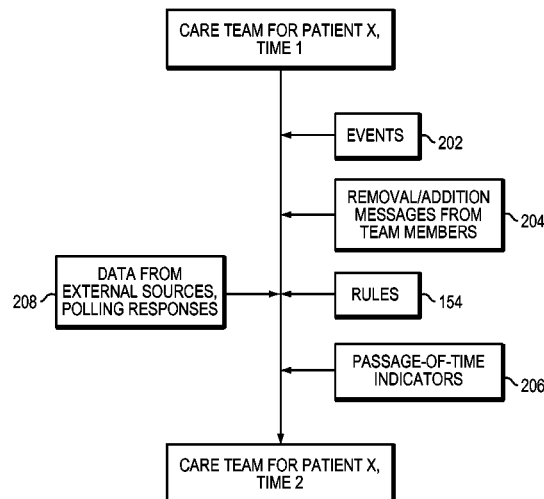 CARE TEAM FOR PATIENT X,
TIME 1
EVENTS
202
REMOVAL/ADDITION
MESSAGES FROM
TEAM MEMBERS
204
DATA FROM
EXTERNAL SOURCES,
POLLING RESPONSES
208
RULES
154
PASSAGE-OF-TIME
INDICATORS
206
CARE TEAM FOR PATIENT X,
TIME 2